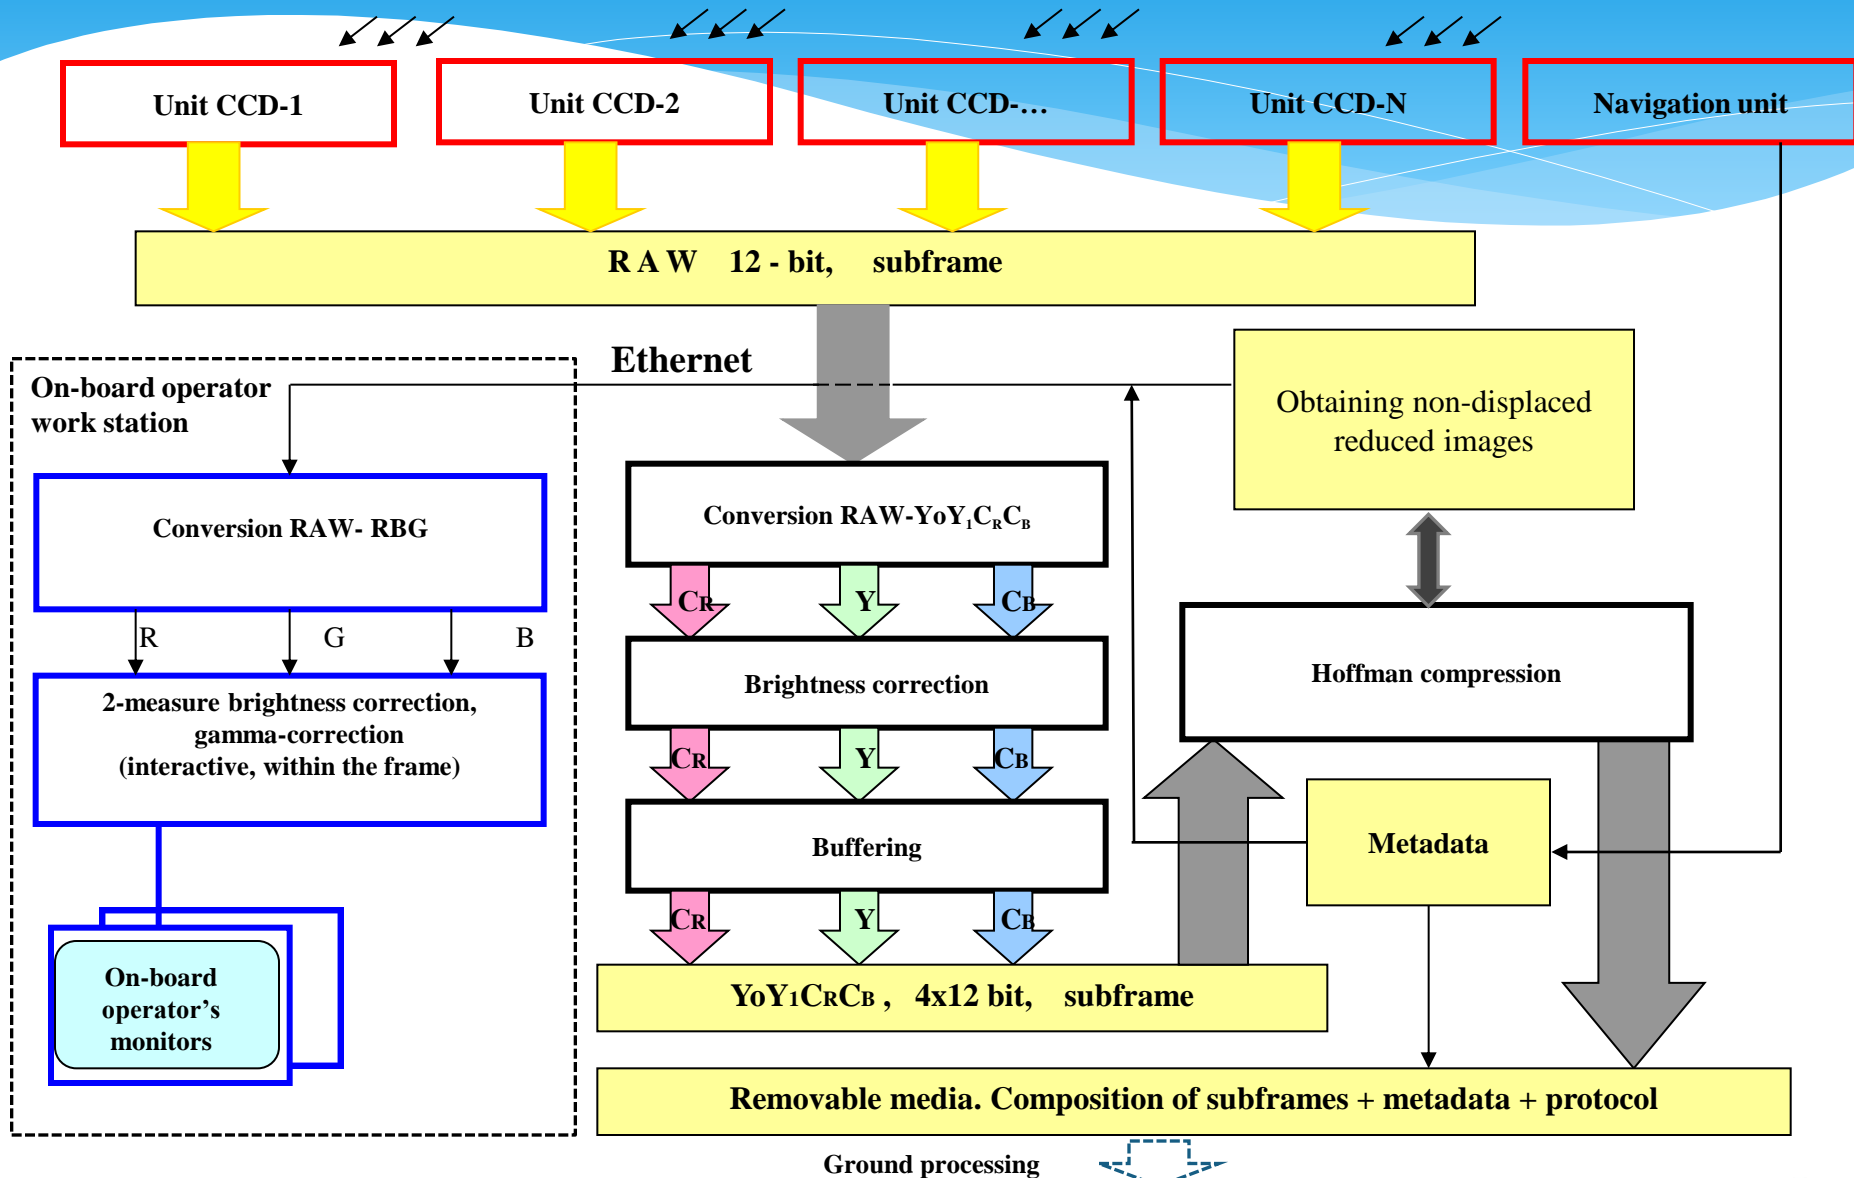 Unit CCD-1
Unit CCD-2
Unit CCD-…
Unit CCD-N
Navigation unit
R A W 12 - bit, subframe
Ethernet
On-board operator
work station
Obtaining non-displaced
reduced images
Conversion RAW- RBG
Conversion RAW-YoY₁CRCB
R
G
B
CR
Y
CB
2-measure brightness correction,
gamma-correction
(interactive, within the frame)
Brightness correction
Hoffman compression
CR
Y
CB
Buffering
Metadata
CR
Y
CB
On-board
operator’s
monitors
YoY1CRCB , 4x12 bit, subframe
Removable media. Composition of subframes + metadata + protocol
Ground processing